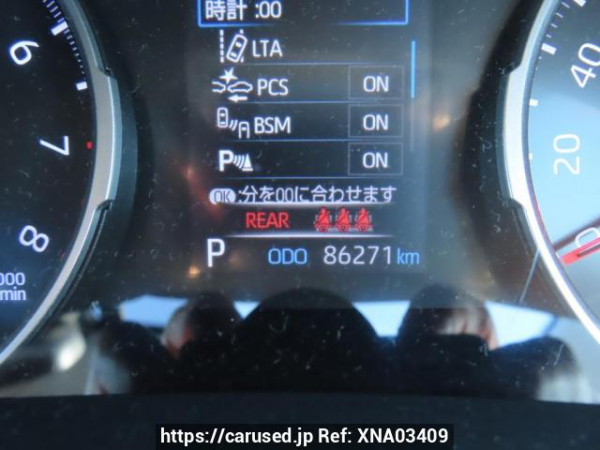 時計 :00
LTA
PCS ON
BSM ON
P ON
OK :分を00に合わせます
REAR
P ODO 86271 km
6
7
8
000
min
40
20
https://carused.jp Ref: XNA03409